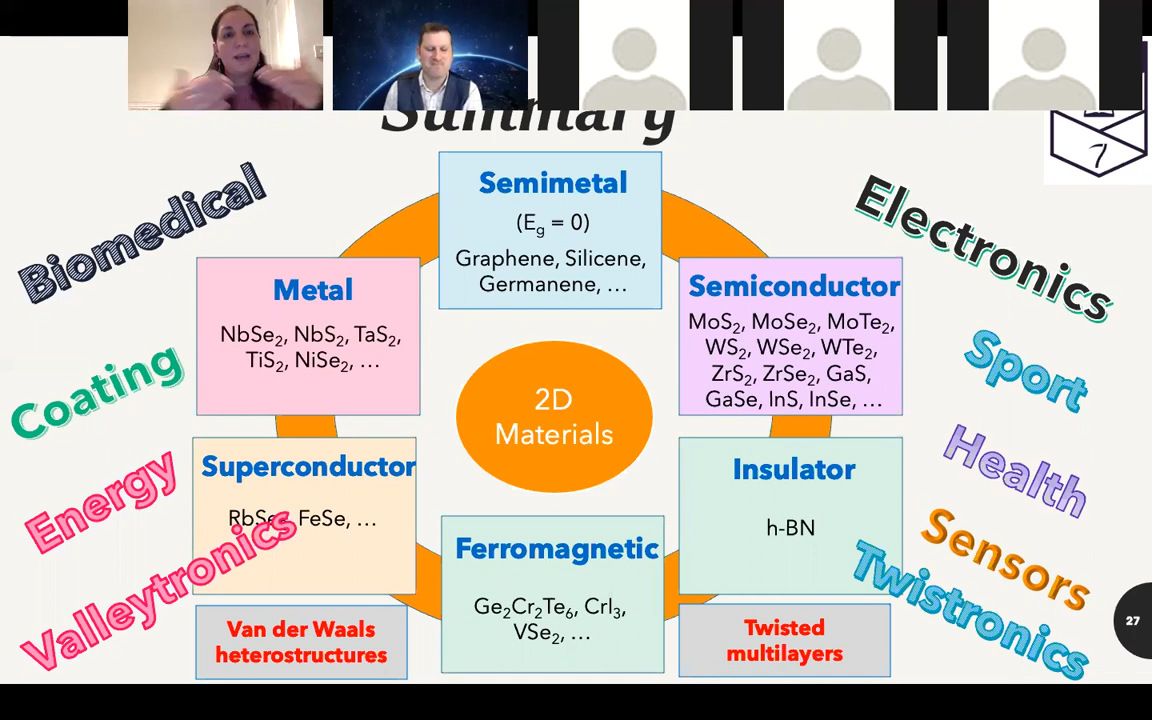 Summary
7
Biomedical
Electronics
Semimetal
(Eg = 0)
Graphene, Silicene,
Germanene, …
Metal
NbSe2, NbS2, TaS2,
TiS2, NiSe2, …
Semiconductor
MoS2, MoSe2, MoTe2,
WS2, WSe2, WTe2,
ZrS2, ZrSe2, GaS,
GaSe, InS, InSe, …
Sport
Coating
2D
Materials
Superconductor
FeSe, …
Insulator
h-BN
Health
Energy
Ferromagnetic
Ge2Cr2Te6, CrI3,
VSe2, …
Sensors
Valleytronics
Twistronics
Van der Waals
heterostructures
Twisted
multilayers
27